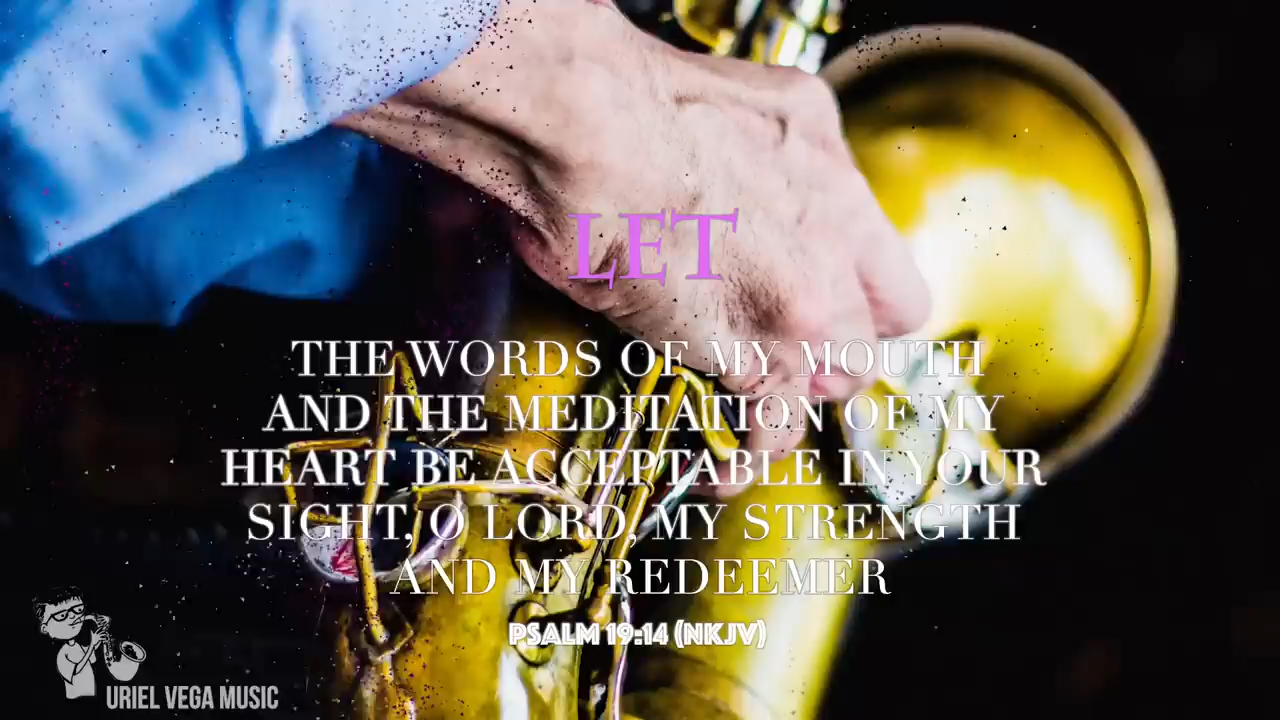 LET
THE WORDS OF MY MOUTH
AND THE MEDITATION OF MY
HEART BE ACCEPTABLE IN YOUR
SIGHT, O LORD, MY STRENGTH
AND MY REDEEMER
PSALM 19:14 (NKJV)
URIEL VEGA MUSIC